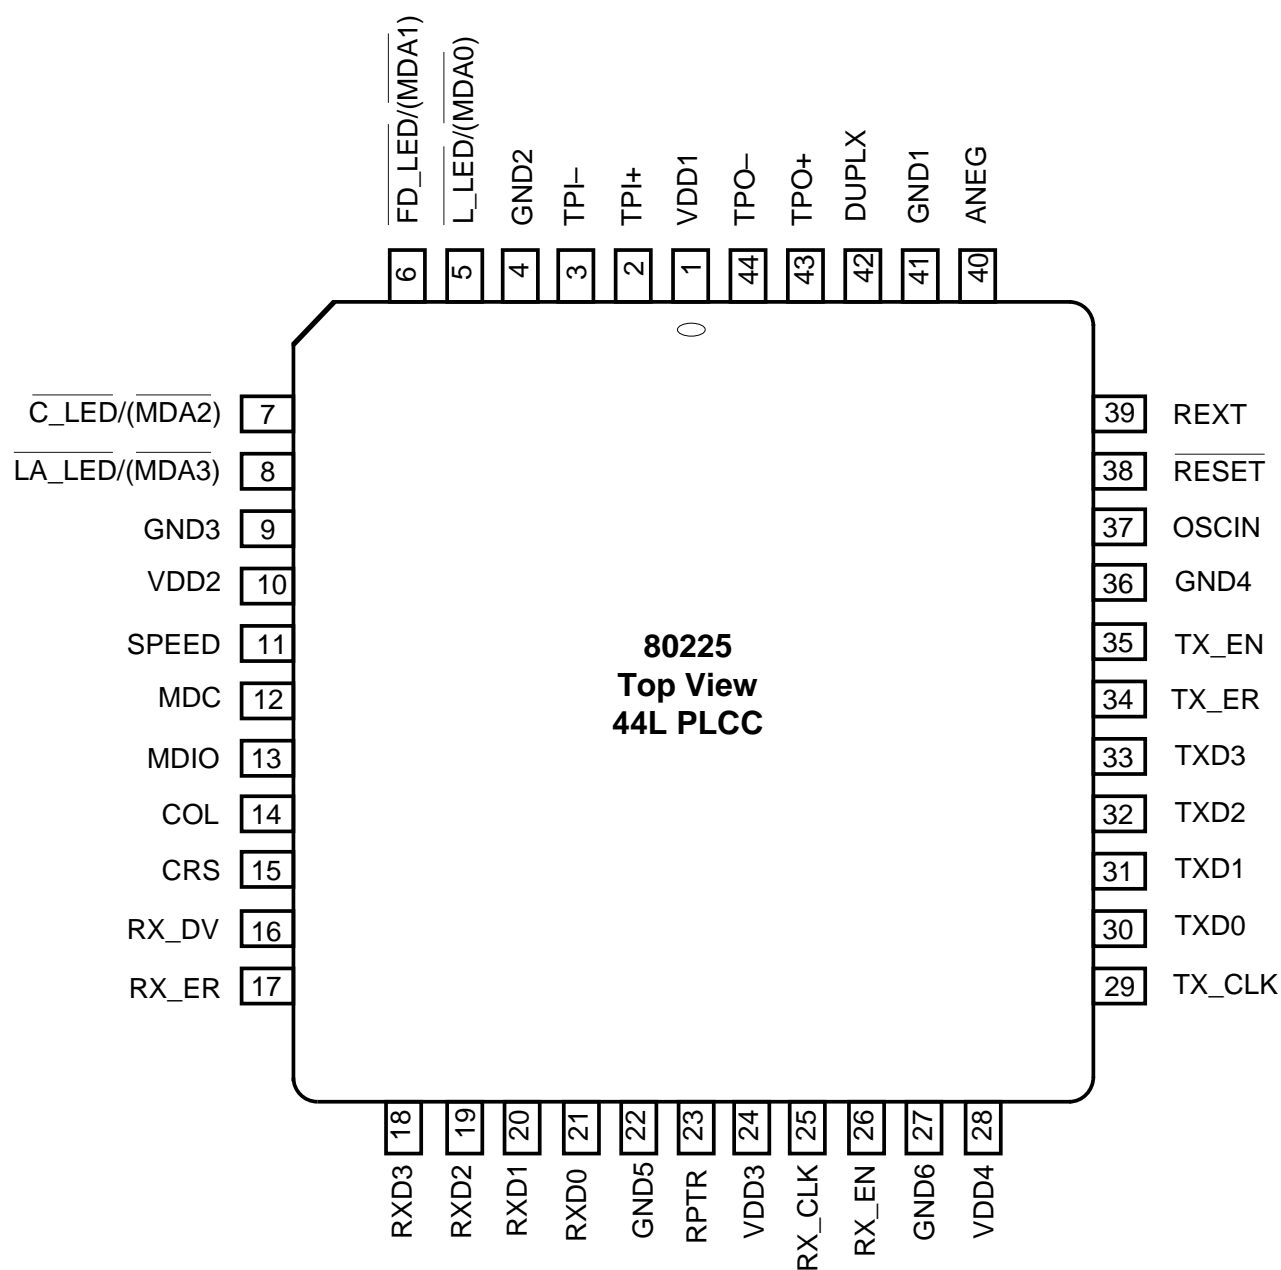 FD_LED/(MDA1)
L_LED/(MDA0)
GND2
TPI–
TPI+
VDD1
TPO–
TPO+
DUPLX
GND1
ANEG
6
5
4
3
2
1
44
43
42
41
40
C_LED/(MDA2) 7
LA_LED/(MDA3) 8
GND3 9
VDD2 10
SPEED 11
MDC 12
MDIO 13
COL 14
CRS 15
RX_DV 16
RX_ER 17
80225
Top View
44L PLCC
39 REXT
38 RESET
37 OSCIN
36 GND4
35 TX_EN
34 TX_ER
33 TXD3
32 TXD2
31 TXD1
30 TXD0
29 TX_CLK
18
19
20
21
22
23
24
25
26
27
28
RXD3
RXD2
RXD1
RXD0
GND5
RPTR
VDD3
RX_CLK
RX_EN
GND6
VDD4